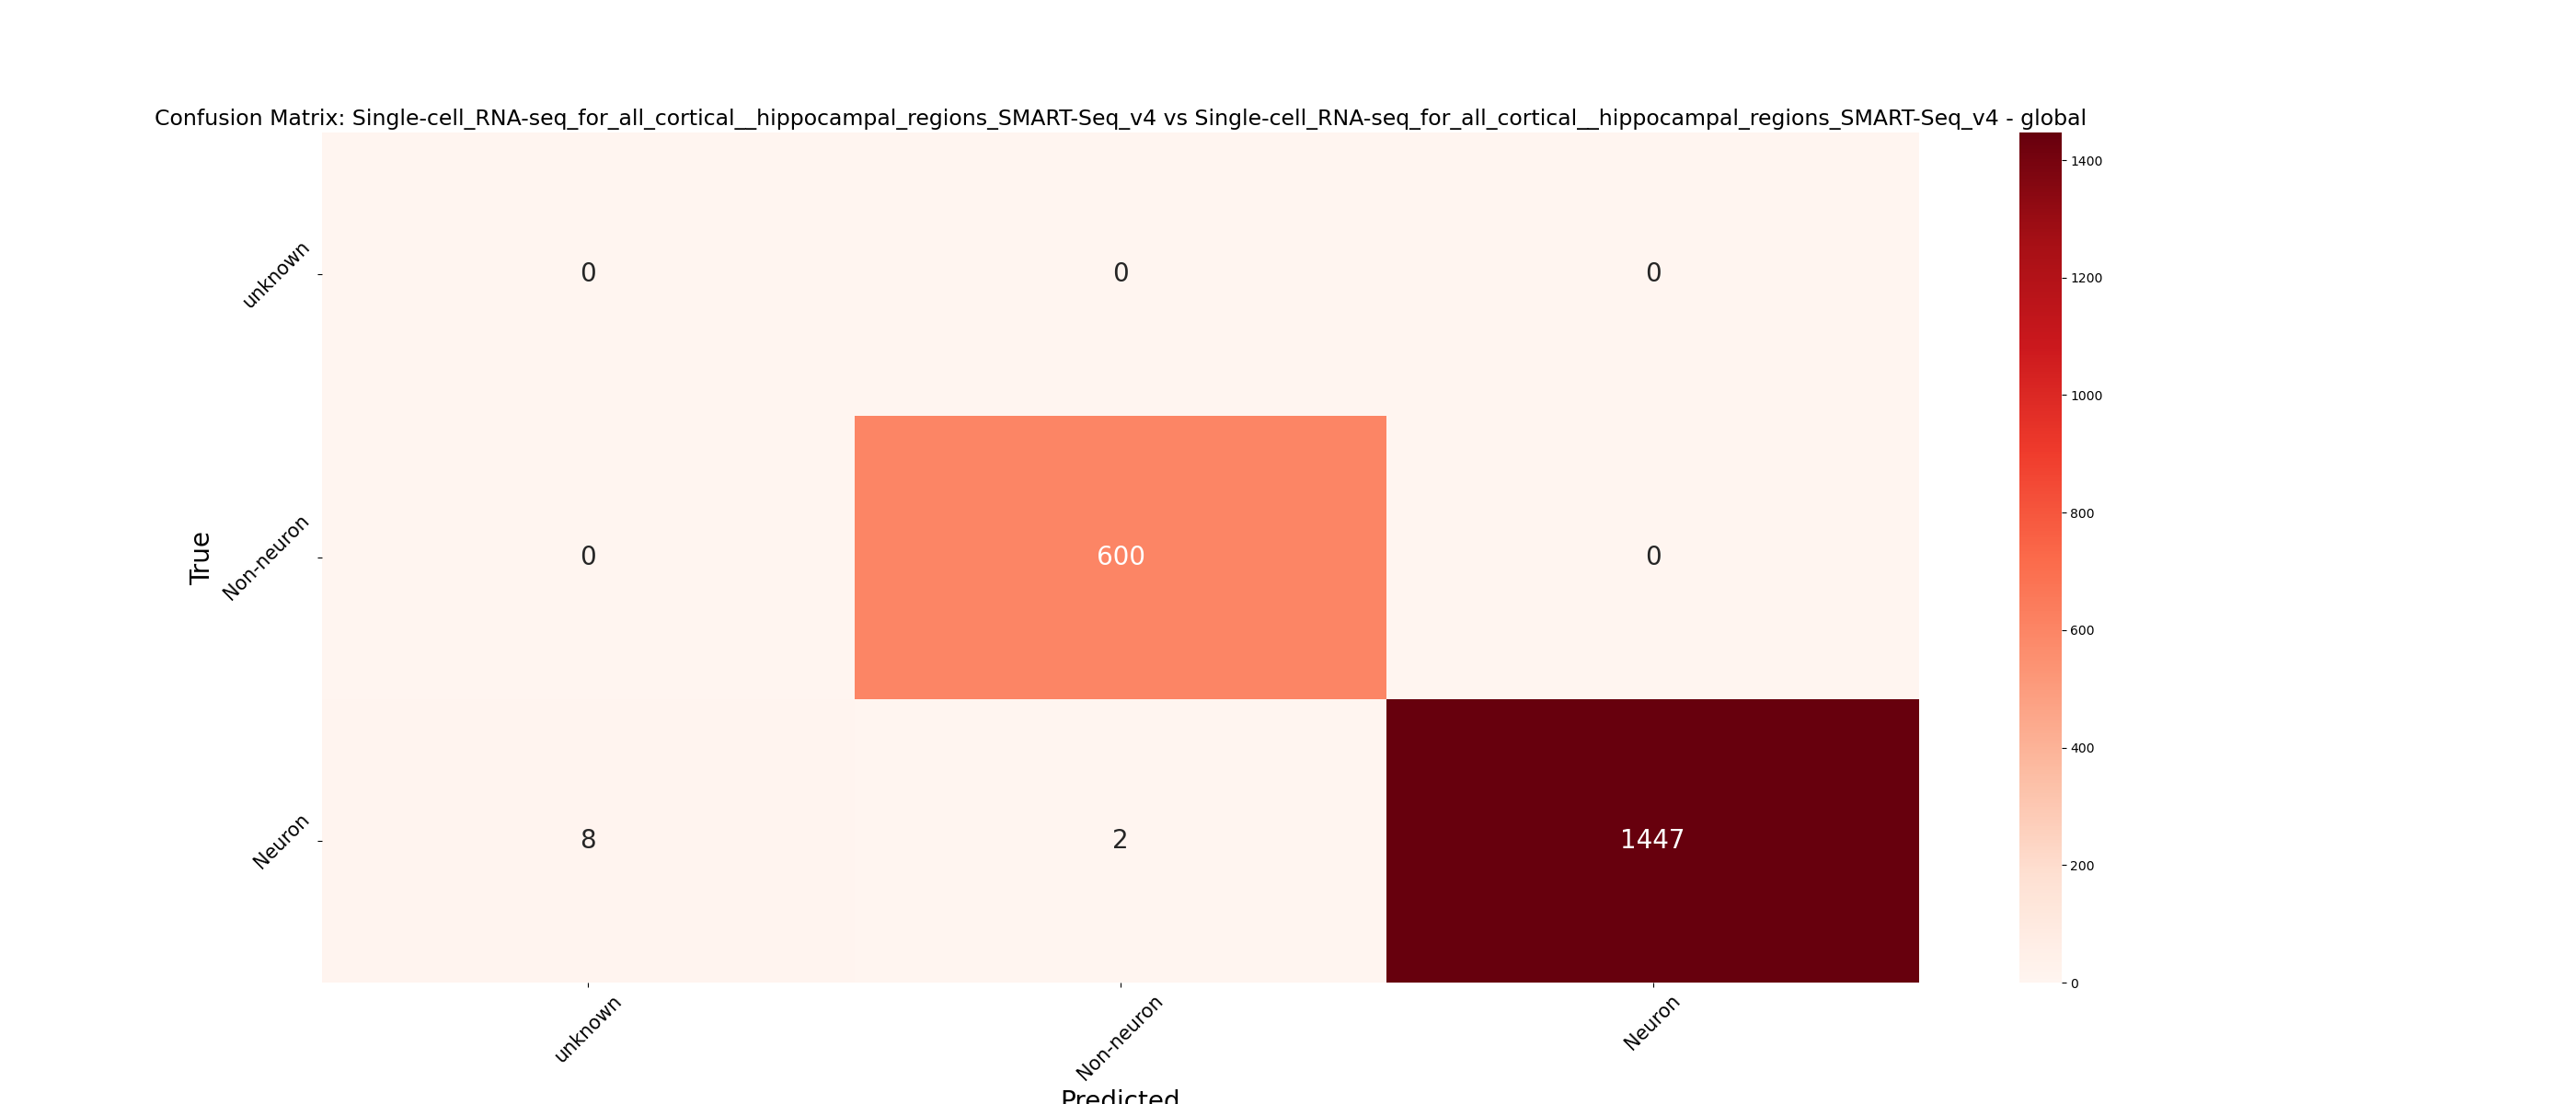 Confusion Matrix: Single-cell_RNA-seq_for_all_cortical__hippocampal_regions_SMART-Seq_v4 vs Single-cell_RNA-seq_for_all_cortical__hippocampal_regions_SMART-Seq_v4 - global
unknown
0
0
0
Non-neuron
0
600
0
Neuron
8
2
1447
True
unknown
Non-neuron
Neuron
Predicted
1400
1200
1000
800
600
400
200
0